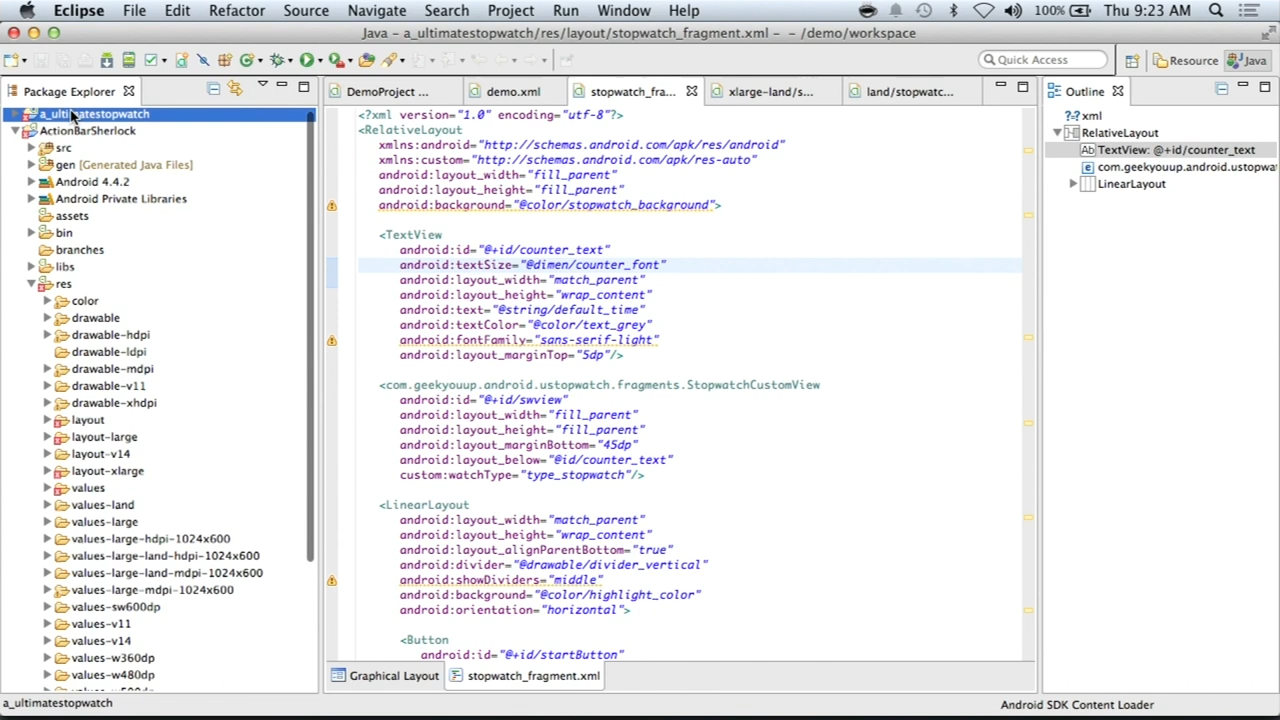 Eclipse File Edit Refactor Source Navigate Search Project Run Window Help 100% Thu 9:23 AM
Java – a_ultimatestopwatch/res/layout/stopwatch_fragment.xml – – /demo/workspace
Quick Access Resource Java
Package Explorer
DemoProject ... demo.xml stopwatch_fra... xlarge-land/s... land/stopwatc...
Outline
a_ultimatestopwatch
ActionBarSherlock
src
gen [Generated Java Files]
Android 4.4.2
Android Private Libraries
assets
bin
branches
libs
res
color
drawable
drawable-hdpi
drawable-ldpi
drawable-mdpi
drawable-v11
drawable-xhdpi
layout
layout-large
layout-v14
layout-xlarge
values
values-land
values-large
values-large-hdpi-1024x600
values-large-land-hdpi-1024x600
values-large-land-mdpi-1024x600
values-large-mdpi-1024x600
values-sw600dp
values-v11
values-v14
values-w360dp
values-w480dp
<?xml version="1.0" encoding="utf-8"?>
<RelativeLayout
xmlns:android="http://schemas.android.com/apk/res/android"
xmlns:custom="http://schemas.android.com/apk/res-auto"
android:layout_width="fill_parent"
android:layout_height="fill_parent"
android:background="@color/stopwatch_background">
<TextView
android:id="@+id/counter_text"
android:textSize="@dimen/counter_font"
android:layout_width="match_parent"
android:layout_height="wrap_content"
android:text="@string/default_time"
android:textColor="@color/text_grey"
android:fontFamily="sans-serif-light"
android:layout_marginTop="5dp"/>
<com.geekyouup.android.ustopwatch.fragments.StopwatchCustomView
android:id="@+id/swview"
android:layout_width="fill_parent"
android:layout_height="fill_parent"
android:layout_marginBottom="45dp"
android:layout_below="@id/counter_text"
custom:watchType="type_stopwatch"/>
<LinearLayout
android:layout_width="match_parent"
android:layout_height="wrap_content"
android:layout_alignParentBottom="true"
android:divider="@drawable/divider_vertical"
android:showDividers="middle"
android:background="@color/highlight_color"
android:orientation="horizontal">
<Button
android:id="@+id/startButton"
Graphical Layout stopwatch_fragment.xml
xml
RelativeLayout
Ab TextView: @+id/counter_text
com.geekyouup.android.ustopwa
LinearLayout
a_ultimatestopwatch
Android SDK Content Loader